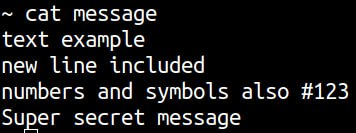 ~ cat message
text example
new line included
numbers and symbols also #123
Super secret message